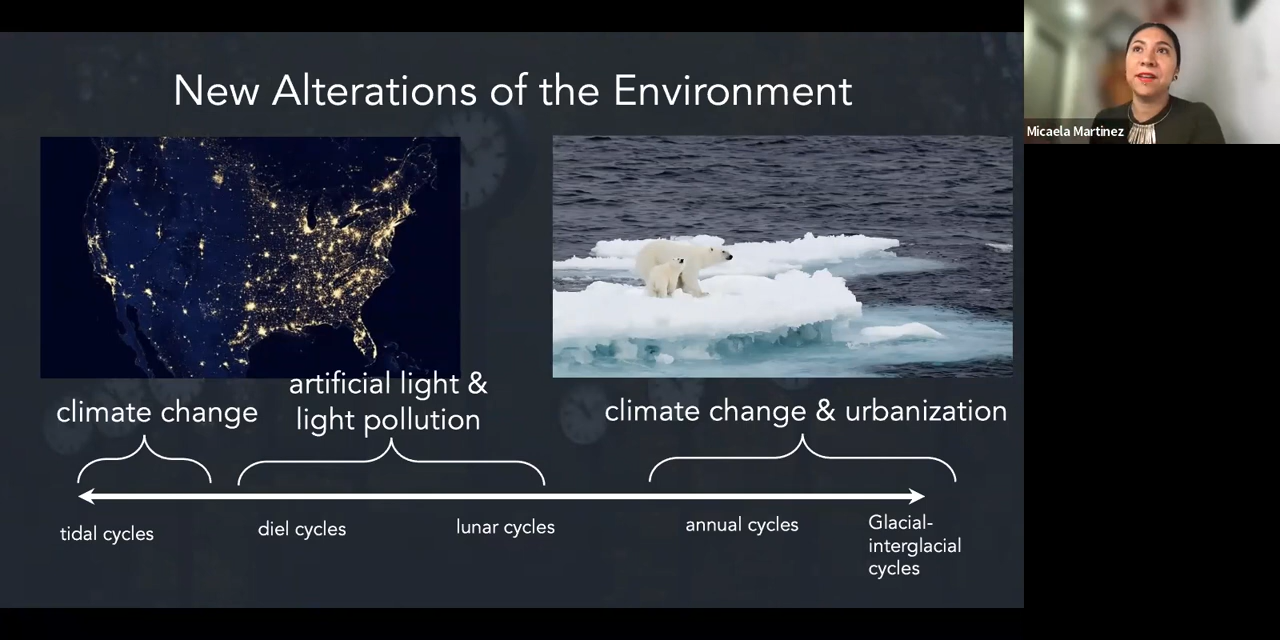 New Alterations of the Environment
Micaela Martinez
artificial light &
light pollution
climate change
climate change & urbanization
tidal cycles
diel cycles
lunar cycles
annual cycles
Glacial-
interglacial
cycles